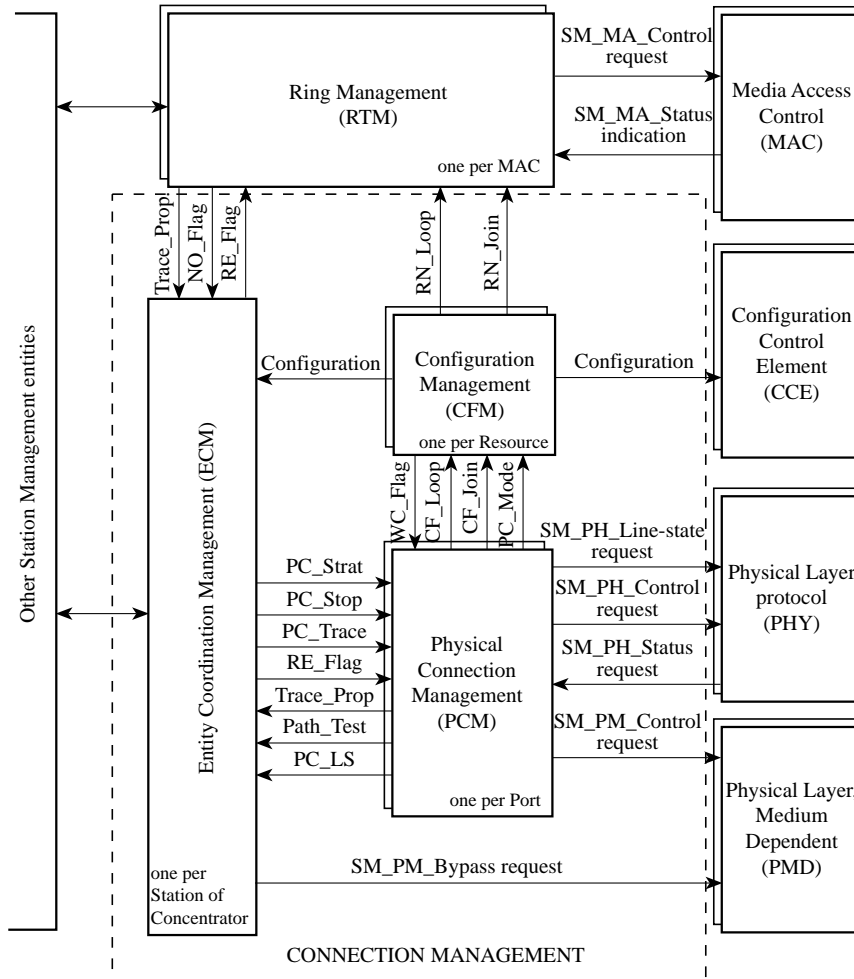 Other Station Management entities
Ring Management
(RTM)
one per MAC
SM_MA_Control
request
SM_MA_Status
indication
Media Access
Control
(MAC)
Trace_Prop
NO_Flag
RE_Flag
RN_Loop
RN_Join
Entity Coordination Management (ECM)
one per
Station of
Concentrator
Configuration
Configuration
Management
(CFM)
one per Resource
Configuration
Configuration
Control
Element
(CCE)
WC_Flag
CF_Loop
CF_Join
PC_Mode
PC_Strat
PC_Stop
PC_Trace
RE_Flag
Trace_Prop
Path_Test
PC_LS
Physical
Connection
Management
(PCM)
one per Port
SM_PH_Line-state
request
SM_PH_Control
request
SM_PH_Status
request
SM_PM_Control
request
Physical Layer
protocol
(PHY)
Physical Layer
Medium
Dependent
(PMD)
SM_PM_Bypass request
CONNECTION MANAGEMENT